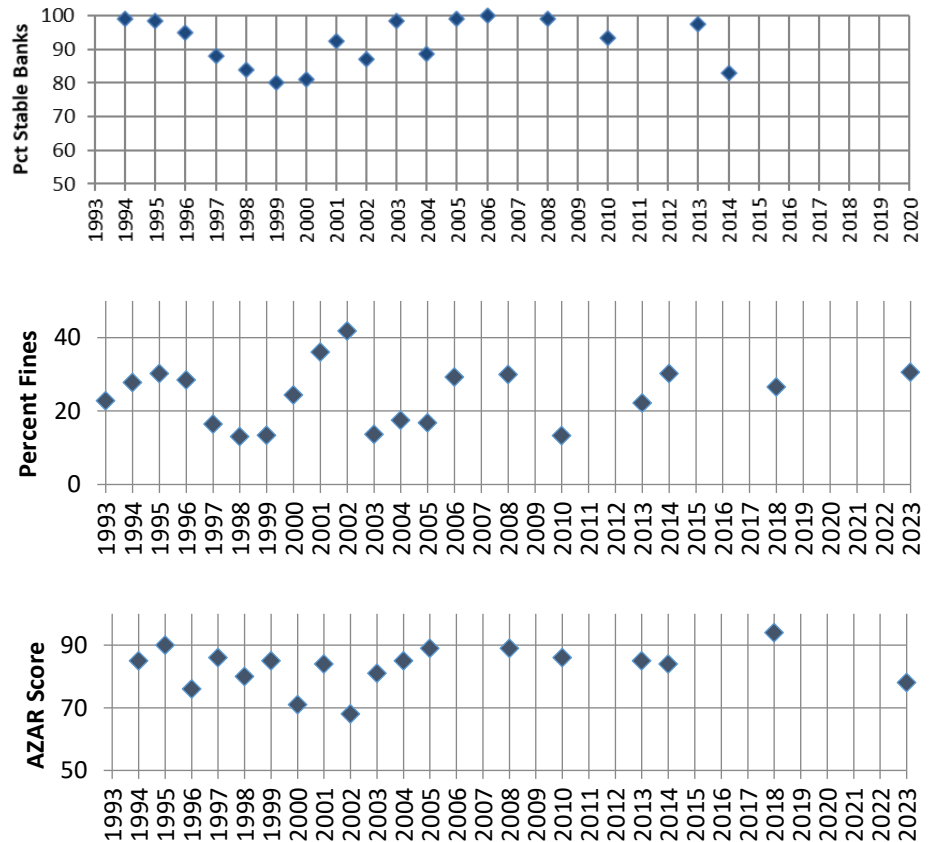 Pct Stable Banks
100
90
80
70
60
50
1993 1994 1995 1996 1997 1998 1999 2000 2001 2002 2003 2004 2005 2006 2007 2008 2009 2010 2011 2012 2013 2014 2015 2016 2017 2018 2019 2020
Percent Fines
40
20
0
1993 1994 1995 1996 1997 1998 1999 2000 2001 2002 2003 2004 2005 2006 2007 2008 2009 2010 2011 2012 2013 2014 2015 2016 2017 2018 2019 2020 2021 2022 2023
AZAR Score
90
70
50
1993 1994 1995 1996 1997 1998 1999 2000 2001 2002 2003 2004 2005 2006 2007 2008 2009 2010 2011 2012 2013 2014 2015 2016 2017 2018 2019 2020 2021 2022 2023